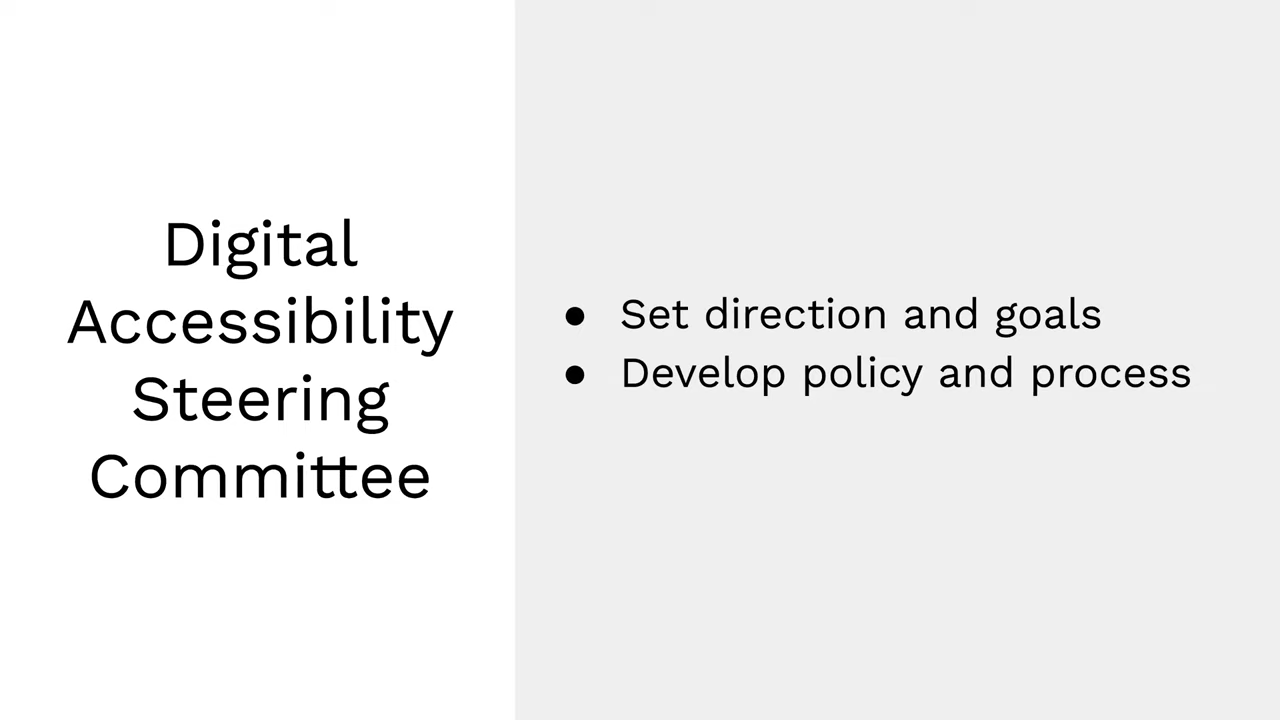 Digital
Accessibility
Steering
Committee
● Set direction and goals
● Develop policy and process